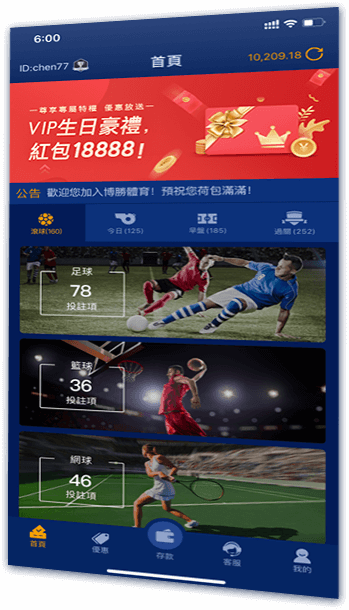 6:00
ID:chen77
首頁
10,209.18
尊享專屬特權 優惠放送
VIP生日豪禮,
紅包18888!
公告 歡迎您加入博勝體育! 預祝您荷包滿滿!
滾球(160)
今日(125)
早盤(185)
過關(252)
足球
78
投註項
籃球
36
投註項
網球
46
投註項
首頁
優惠
存款
客服
我的